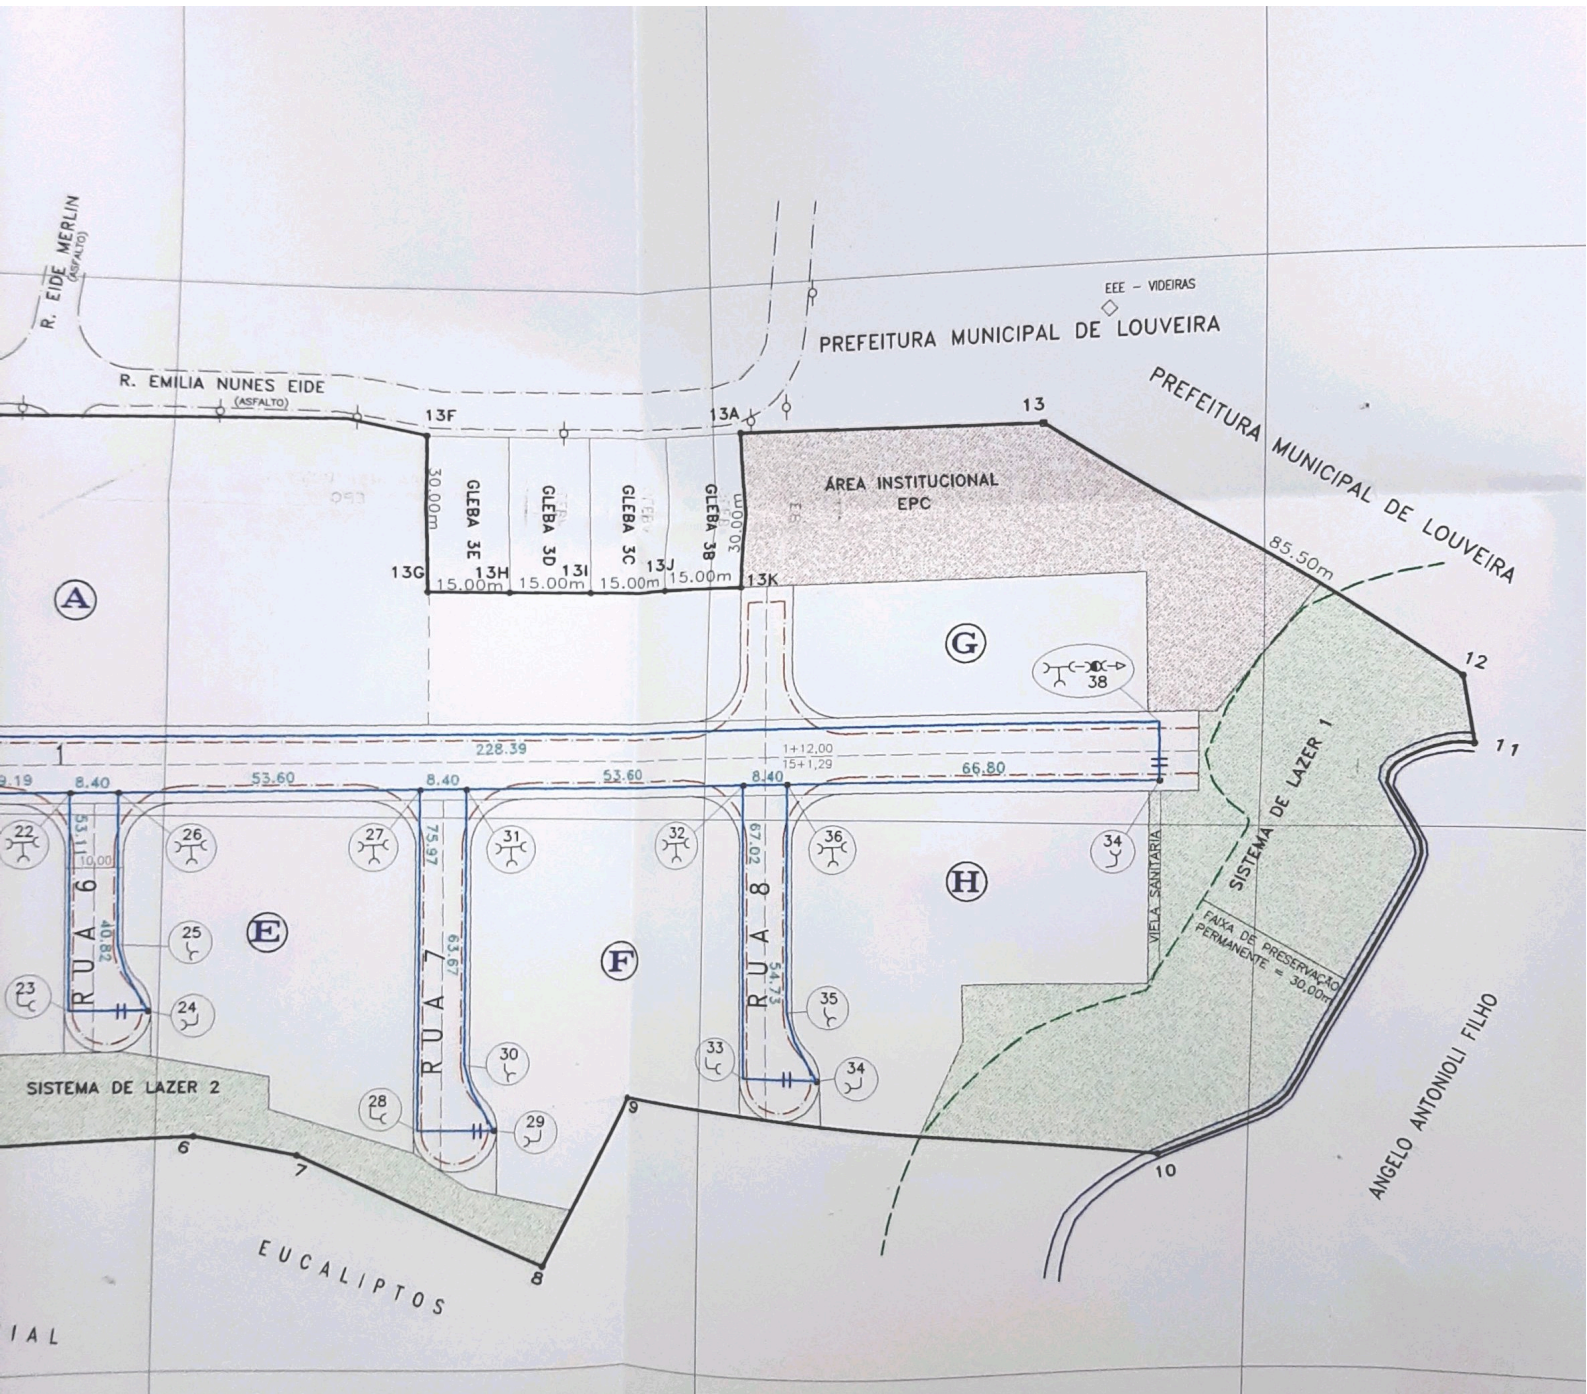 R. EIDE MERLIN
(ASFALTO)
EEE - VIDEIRAS
PREFEITURA MUNICIPAL DE LOUVEIRA
PREFEITURA MUNICIPAL DE LOUVEIRA
R. EMILIA NUNES EIDE
(ASFALTO)
13F
13A
13
30.00m
GLEBA 3E
GLEBA 3D
GLEBA 3C
GLEBA 3B
30.00m
ÁREA INSTITUCIONAL
EPC
85.50m
13G
13H
13I
13J
13K
15.00m
15.00m
15.00m
15.00m
A
G
38
12
11
1
228.39
1+12,00
15+1,29
9.19
8.40
53.60
8.40
53.60
8.40
66.80
22
26
27
31
32
36
34
53.11
10.00
75.97
67.02
VIELA SANITÁRIA
SISTEMA DE LAZER 1
RUA 6
40.82
25
E
RUA 7
63.67
F
RUA 8
54.73
H
FAIXA DE PRESERVAÇÃO
PERMANENTE = 30,00m
23
24
35
30
33
34
SISTEMA DE LAZER 2
28
29
9
6
7
10
8
ANGELO ANTONIOLI FILHO
EUCALIPTOS
IAL